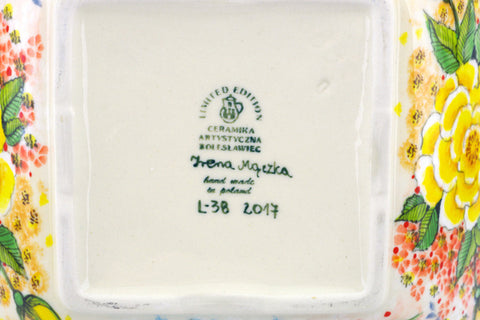 LIMITED EDITION
CERAMIKA
ARTYSTYCZNA
BOLESŁAWIEC
Irena Mączka
hand made
in poland
L-38 2017